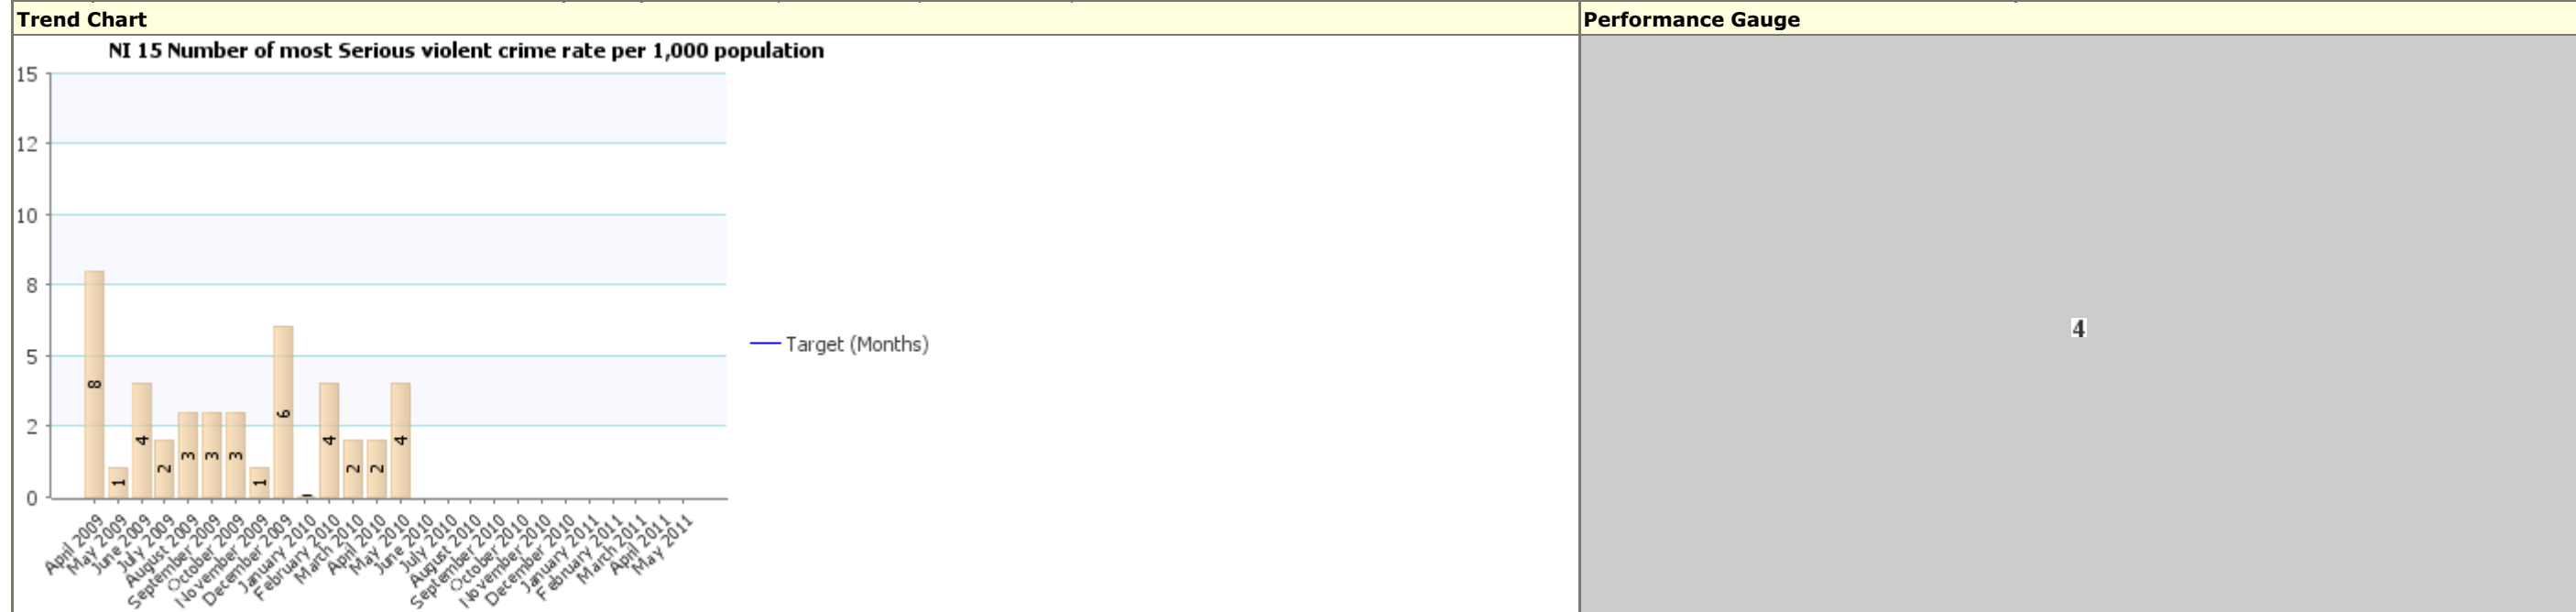 Trend Chart
Performance Gauge
NI 15 Number of most Serious violent crime rate per 1,000 population
15
12
10
8
5
2
0
8
1
4
2
3
3
3
1
6
4
2
2
4
Target (Months)
4
April 2009
May 2009
June 2009
July 2009
August 2009
September 2009
October 2009
November 2009
December 2009
January 2010
February 2010
March 2010
April 2010
May 2010
June 2010
July 2010
August 2010
September 2010
October 2010
November 2010
December 2010
January 2011
February 2011
March 2011
April 2011
May 2011